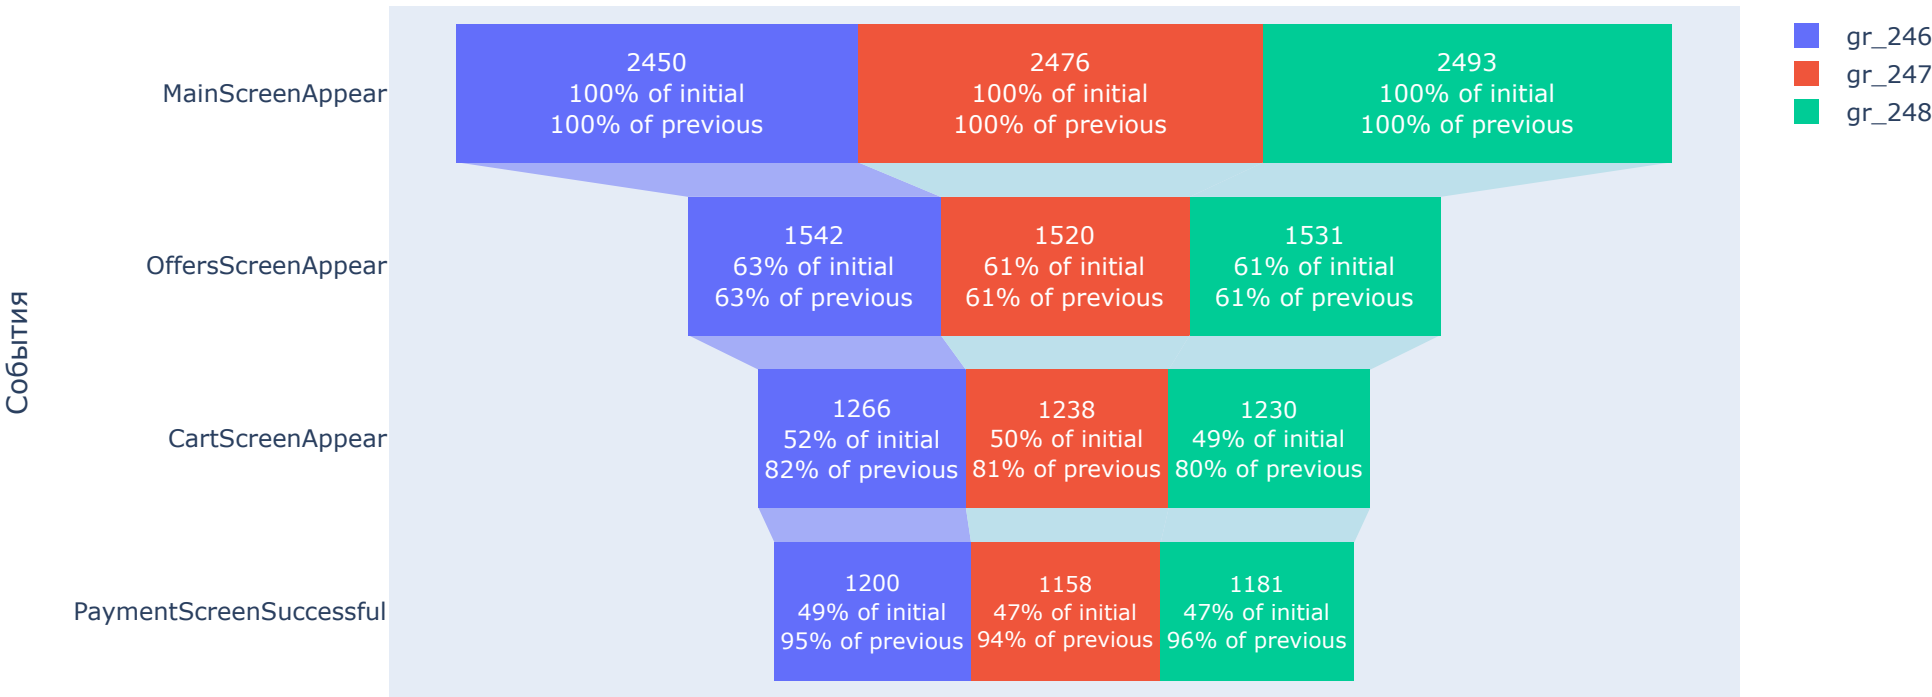 События
MainScreenAppear
2450
100% of initial
100% of previous
2476
100% of initial
100% of previous
2493
100% of initial
100% of previous
OffersScreenAppear
1542
63% of initial
63% of previous
1520
61% of initial
61% of previous
1531
61% of initial
61% of previous
CartScreenAppear
1266
52% of initial
82% of previous
1238
50% of initial
81% of previous
1230
49% of initial
80% of previous
PaymentScreenSuccessful
1200
49% of initial
95% of previous
1158
47% of initial
94% of previous
1181
47% of initial
96% of previous
gr_246
gr_247
gr_248